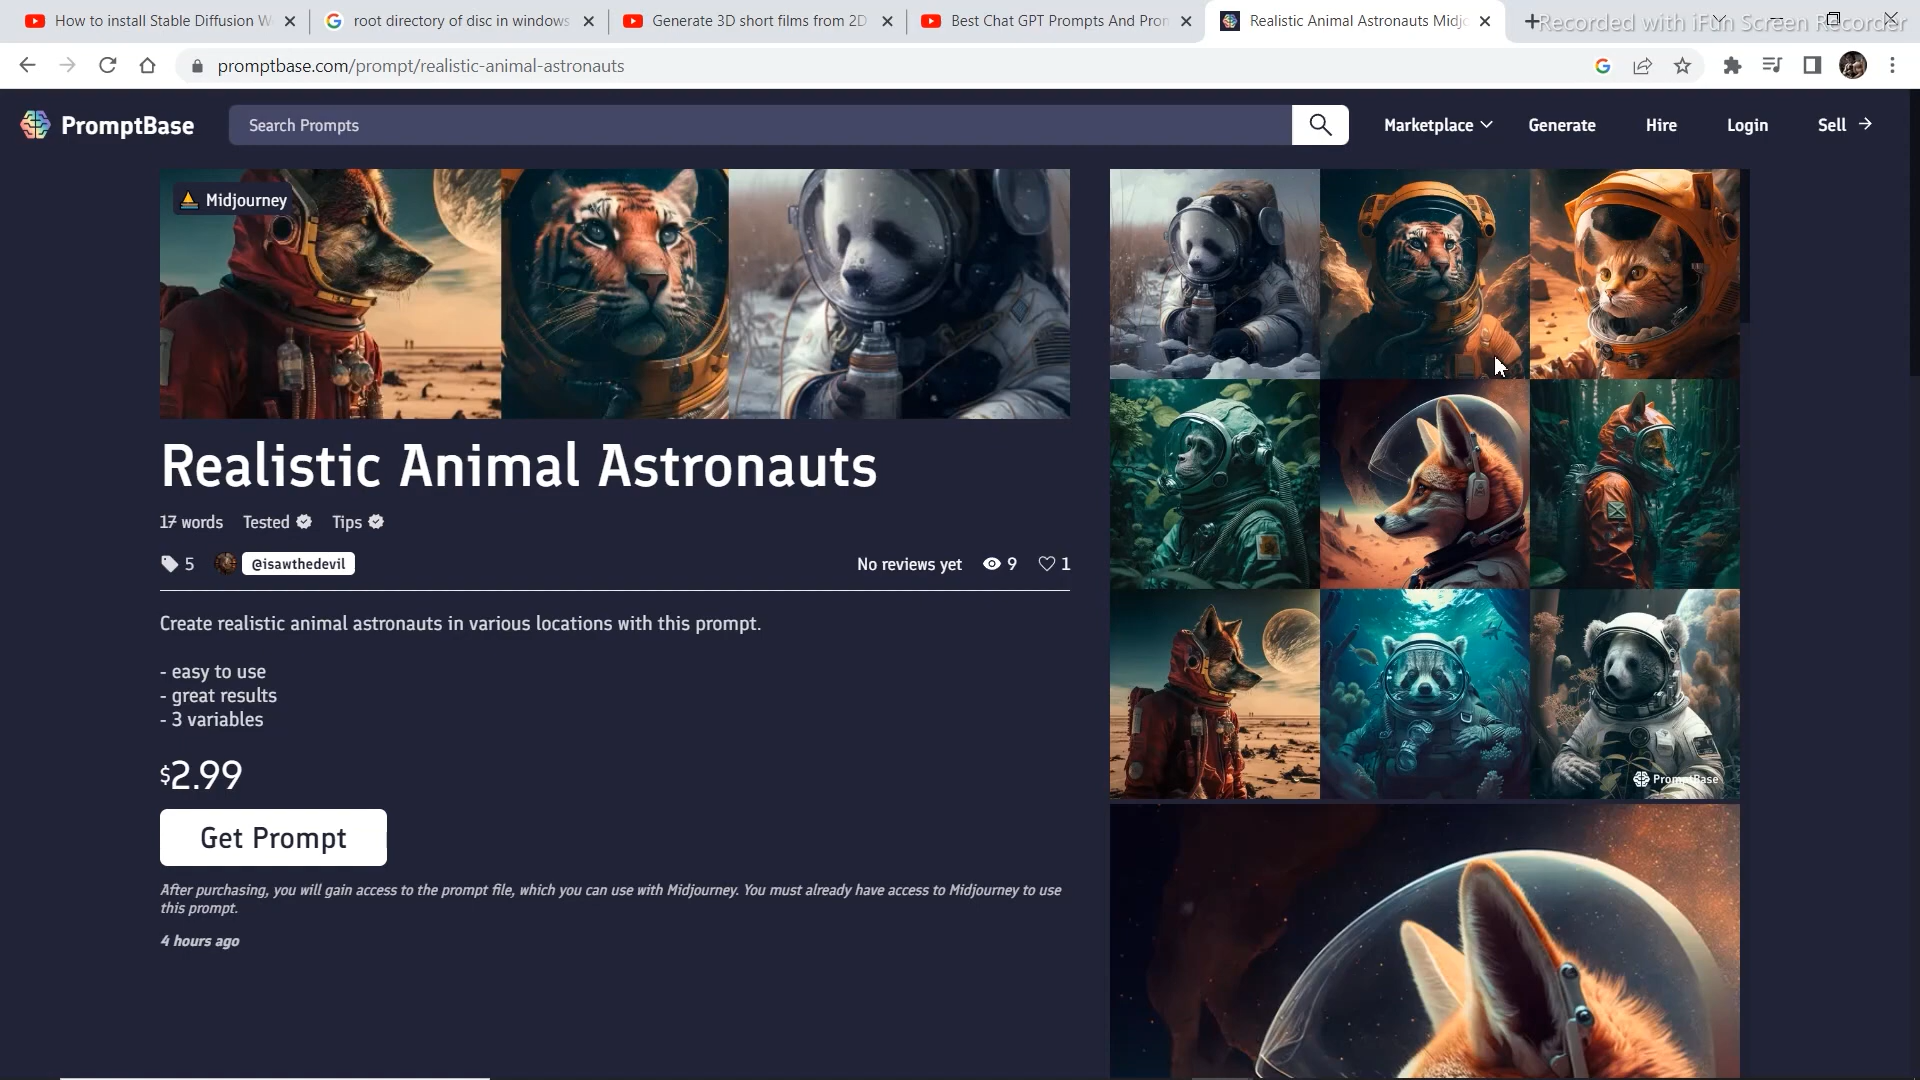 How to install Stable Diffusion W
root directory of disc in windows
Generate 3D short films from 2D
Best Chat GPT Prompts And Pron
Realistic Animal Astronauts Midjo
Recorded with iFun Screen Recorder
promptbase.com/prompt/realistic-animal-astronauts
PromptBase
Search Prompts
Marketplace
Generate
Hire
Login
Sell
Midjourney
Realistic Animal Astronauts
17 words Tested Tips
5 @isawthedevil No reviews yet 9 1
Create realistic animal astronauts in various locations with this prompt.
- easy to use
- great results
- 3 variables
$2.99
Get Prompt
After purchasing, you will gain access to the prompt file, which you can use with Midjourney. You must already have access to Midjourney to use
this prompt.
4 hours ago
PromptBase